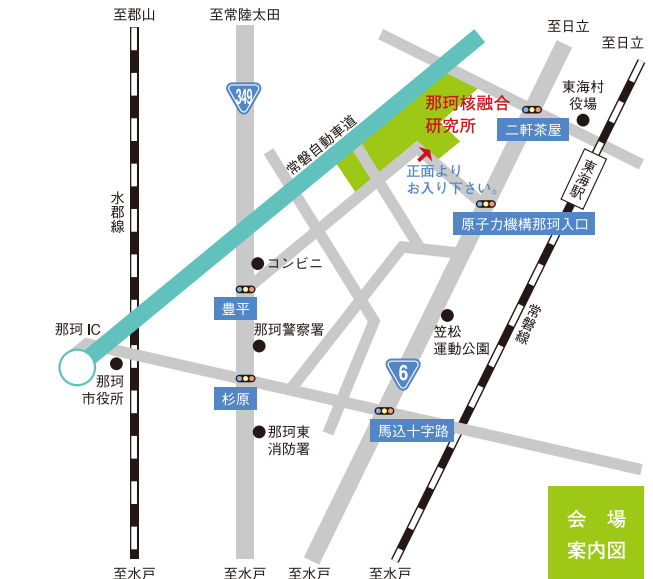 至郡山
至常陸太田
至日立
至日立
349
東海村
役場
那珂核融合
研究所
二軒茶屋
常磐自動車道
正面より
お入り下さい。
東海駅
水郡線
原子力機構那珂入口
コンビニ
豊平
那珂 IC
那珂警察署
笠松
運動公園
常磐線
那珂
市役所
6
杉原
馬込十字路
那珂東
消防署
会 場
案内図
至水戸
至水戸
至水戸
至水戸